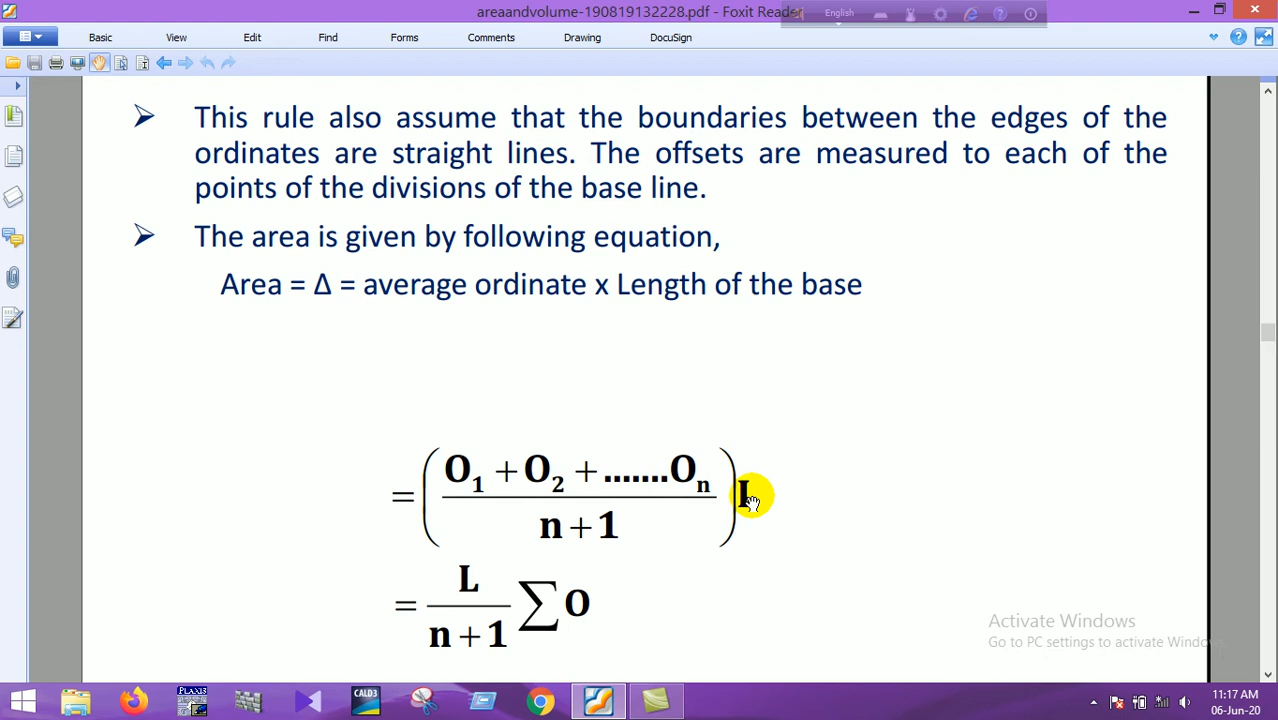 areaandvolume-190819132228.pdf - Foxit Reader
English
Basic View Edit Find Forms Comments Drawing DocuSign
➢ This rule also assume that the boundaries between the edges of the
ordinates are straight lines. The offsets are measured to each of the
points of the divisions of the base line.
➢ The area is given by following equation,
Area = Δ = average ordinate x Length of the base
= ( (O₁ + O₂ + .......Oₙ) / (n + 1) ) L
= L / (n + 1) ∑ O
Activate Windows
Go to PC settings to activate Windows.
PLAXIS
CALD3
11:17 AM
06-Jun-20